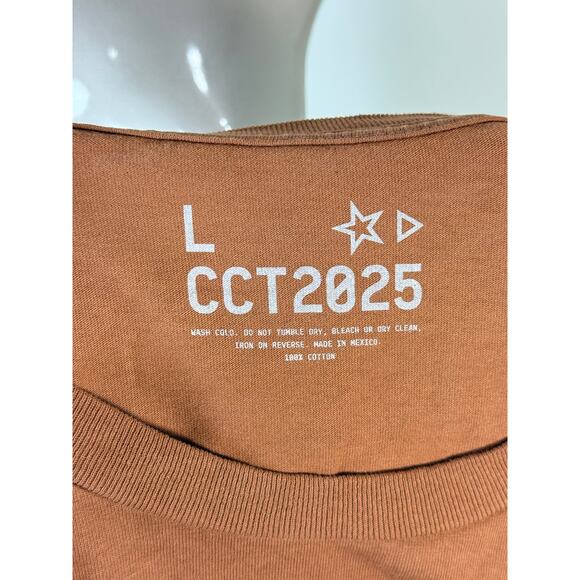 L
CCT2025
WASH COLD. DO NOT TUMBLE DRY, BLEACH OR DRY CLEAN,
IRON ON REVERSE. MADE IN MEXICO.
100% COTTON